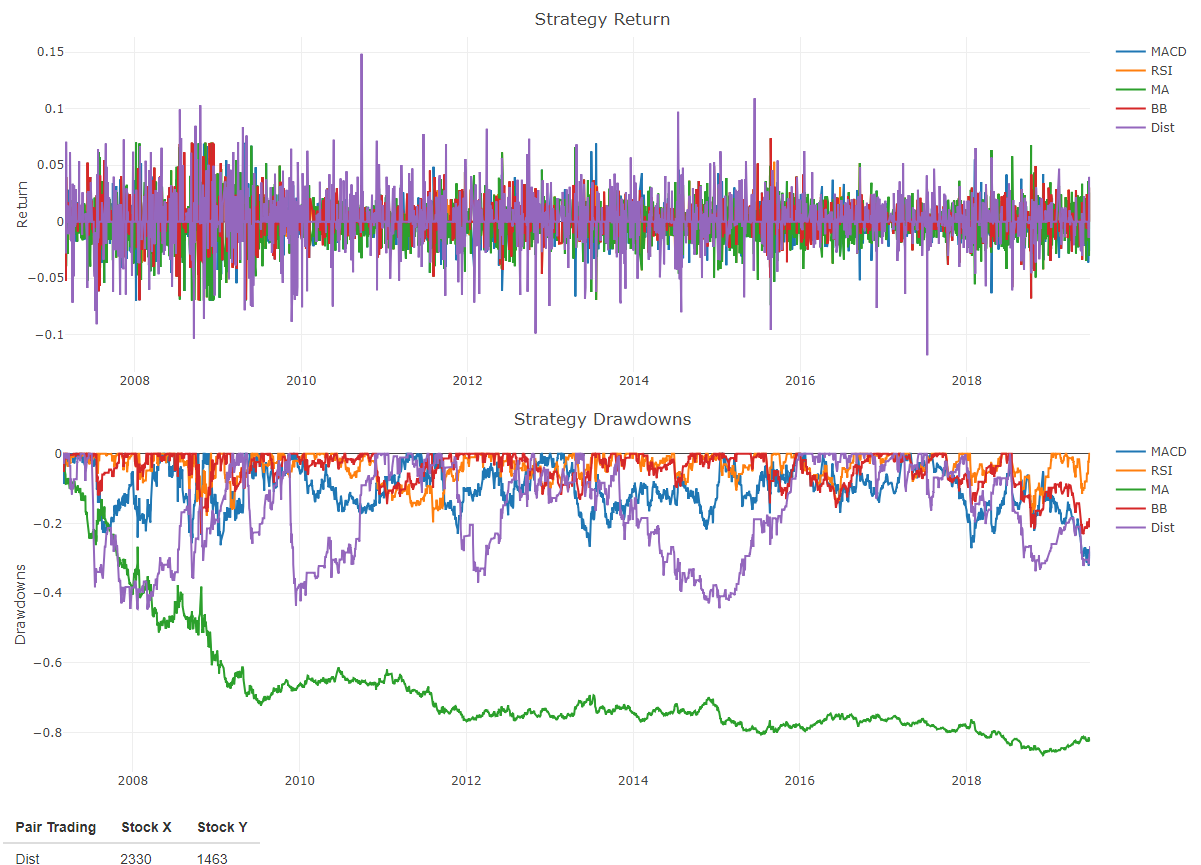 Strategy Return
0.15
0.1
0.05
0
−0.05
−0.1
Return
2008 2010 2012 2014 2016 2018
MACD
RSI
MA
BB
Dist
Strategy Drawdowns
0
−0.2
−0.4
−0.6
−0.8
Drawdowns
2008 2010 2012 2014 2016 2018
MACD
RSI
MA
BB
Dist
Pair Trading Stock X Stock Y
Dist 2330 1463